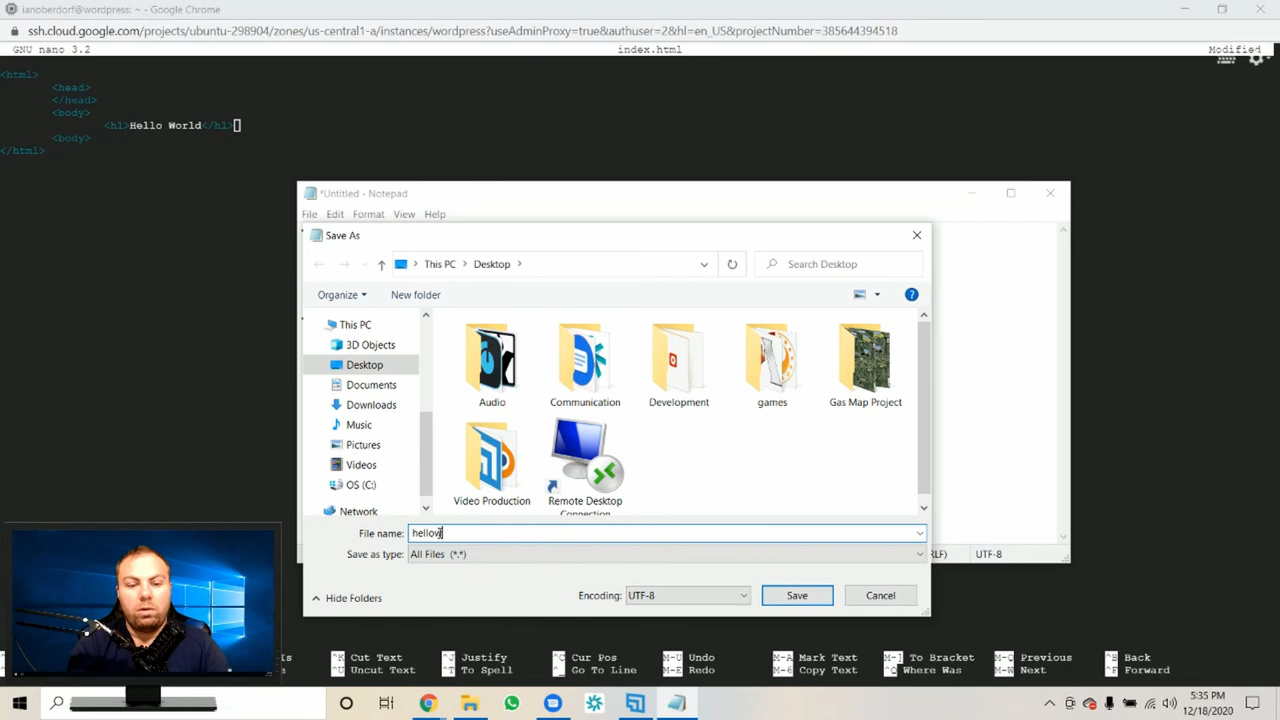 ianoberdorf@wordpress: ~ - Google Chrome
ssh.cloud.google.com/projects/ubuntu-298904/zones/us-central1-a/instances/wordpress?useAdminProxy=true&authuser=2&hl=en_US&projectNumber=385644394518
GNU nano 3.2 index.html Modified
<html>
<head>
</head>
<body>
<h1>Hello World</h1>
<body>
</html>
*Untitled - Notepad
File Edit Format View Help
Save As
This PC > Desktop >
Search Desktop
Organize New folder
This PC
3D Objects
Desktop
Documents
Downloads
Music
Pictures
Videos
OS (C:)
Network
Audio Communication Development games Gas Map Project
Video Production Remote Desktop Connection
File name: hellow
Save as type: All Files (*.*)
Hide Folders
Encoding: UTF-8
Save Cancel
UTF-8
^K Cut Text ^J Justify ^C Cur Pos M-U Undo M-A Mark Text M-] To Bracket M-Q Previous ^B Back
^U Uncut Text ^T To Spell ^_ Go To Line M-E Redo M-6 Copy Text ^Q Where Was M-W Next ^F Forward
5:35 PM
12/18/2020